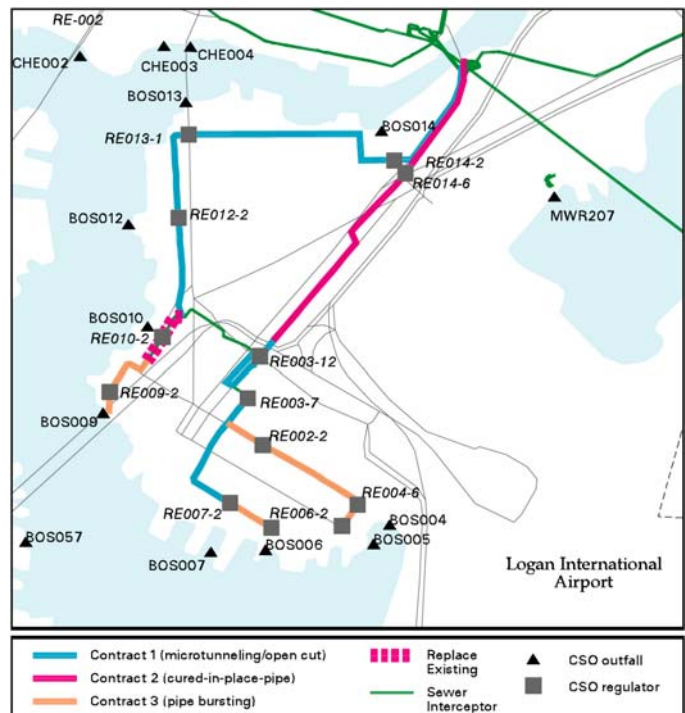 RE-002
CHE002
CHE003
CHE004
BOS013
RE013-1
BOS014
RE014-2
RE014-6
MWR207
BOS012
RE012-2
BOS010
RE010-2
RE003-12
RE009-2
RE003-7
BOS009
RE002-2
RE004-6
RE007-2
RE006-2
BOS004
BOS057
BOS007
BOS006
BOS005
Logan International
Airport
Contract 1 (microtunneling/open cut)
Contract 2 (cured-in-place-pipe)
Contract 3 (pipe bursting)
Replace
Existing
Sewer
Interceptor
CSO outfall
CSO regulator